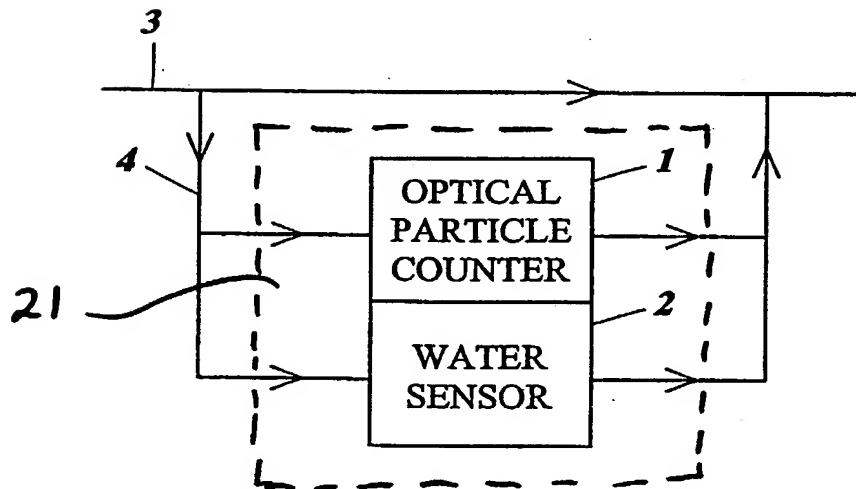 3
4
1
OPTICAL
PARTICLE
COUNTER
21
2
WATER
SENSOR